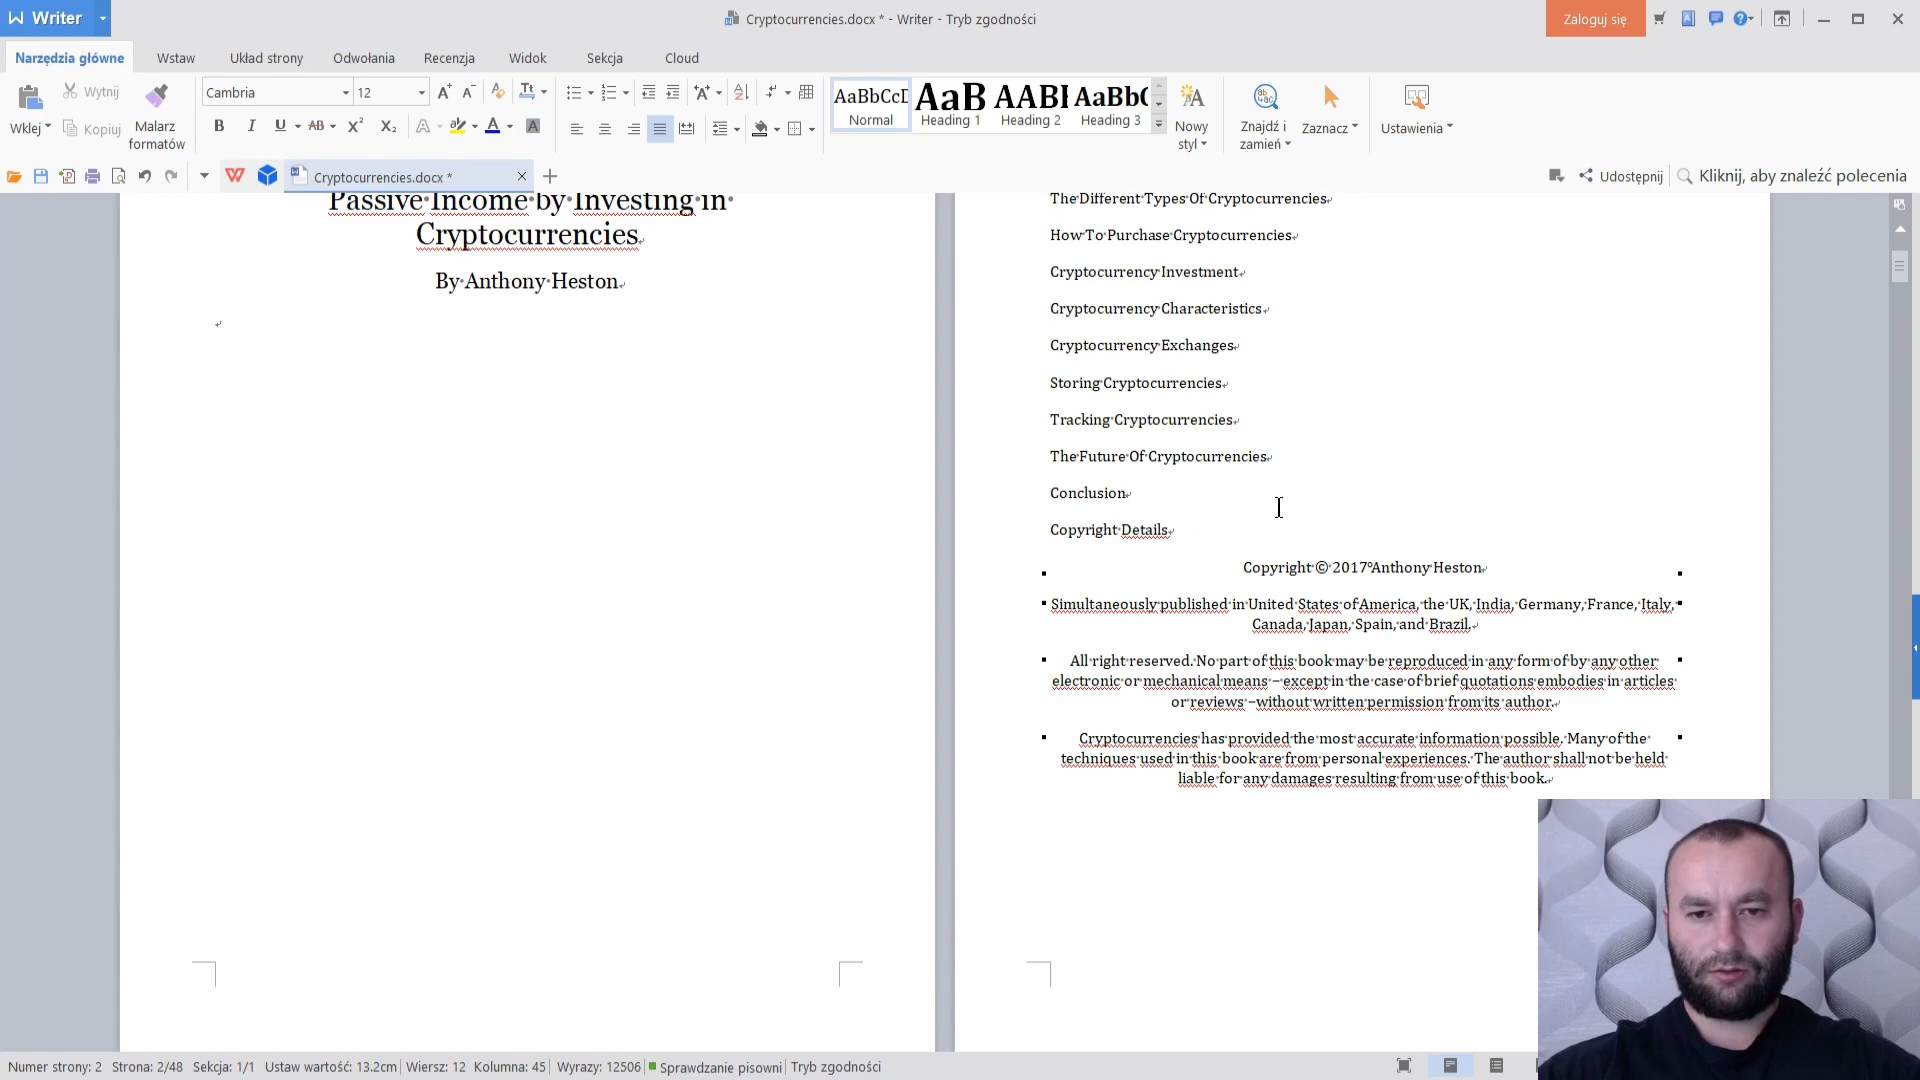 Writer
Cryptocurrencies.docx * - Writer - Tryb zgodności
Zaloguj się
Narzędzia główne
Wstaw
Układ strony
Odwołania
Recenzja
Widok
Sekcja
Cloud
Wklej
Wytnij
Kopiuj
Malarz formatów
Cambria
12
AaBbCcD
Normal
AaB
Heading 1
AABI
Heading 2
AaBb(
Heading 3
Nowy styl
Znajdź i zamień
Zaznacz
Ustawienia
Cryptocurrencies.docx *
Udostępnij
Kliknij, aby znaleźć polecenia
Passive Income by Investing in
Cryptocurrencies
By Anthony Heston
The Different Types Of Cryptocurrencies
How To Purchase Cryptocurrencies
Cryptocurrency Investment
Cryptocurrency Characteristics
Cryptocurrency Exchanges
Storing Cryptocurrencies
Tracking Cryptocurrencies
The Future Of Cryptocurrencies
Conclusion
Copyright Details
Copyright © 2017 Anthony Heston
Simultaneously published in United States of America, the UK, India, Germany, France, Italy,
Canada, Japan, Spain, and Brazil.
All right reserved. No part of this book may be reproduced in any form of by any other
electronic or mechanical means – except in the case of brief quotations embodies in articles
or reviews – without written permission from its author.
Cryptocurrencies has provided the most accurate information possible. Many of the
techniques used in this book are from personal experiences. The author shall not be held
liable for any damages resulting from use of this book.
Numer strony: 2 Strona: 2/48 Sekcja: 1/1 Ustaw wartość: 13.2cm Wiersz: 12 Kolumna: 45 Wyrazy: 12506 Sprawdzanie pisowni Tryb zgodności